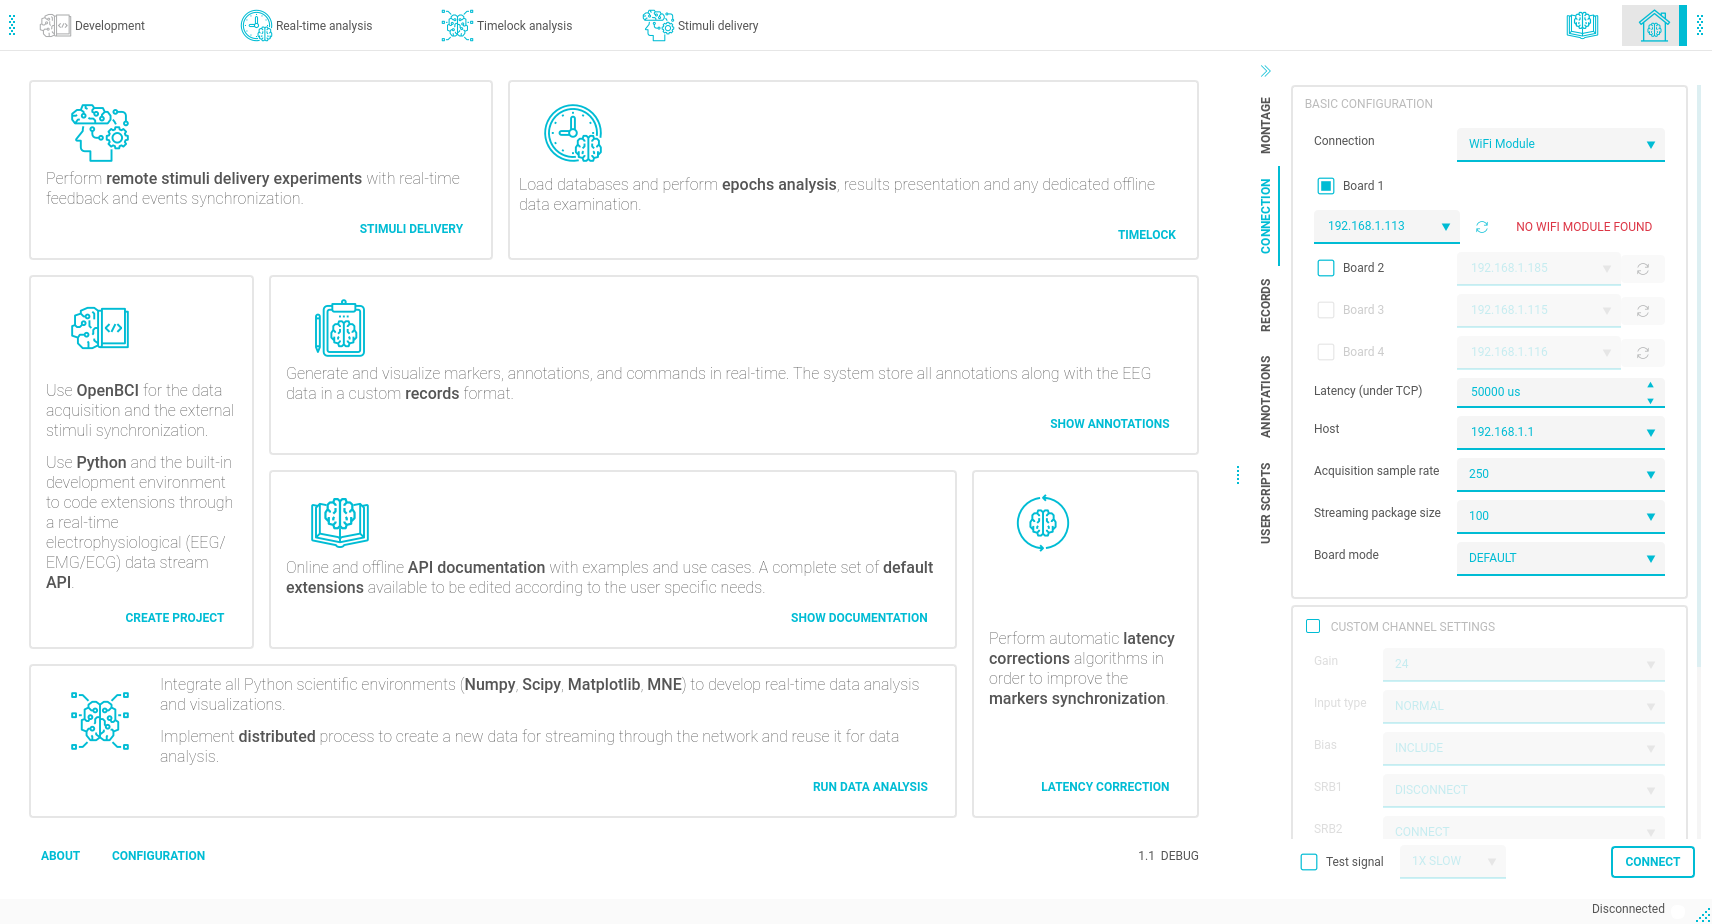 Development
Real-time analysis
Timelock analysis
Stimuli delivery
Perform remote stimuli delivery experiments with real-time
feedback and events synchronization.
STIMULI DELIVERY
Load databases and perform epochs analysis, results presentation and any dedicated offline
data examination.
TIMELOCK
Use OpenBCI for the data
acquisition and the external
stimuli synchronization.
Use Python and the built-in
development environment
to code extensions through
a real-time
electrophysiological (EEG/
EMG/ECG) data stream
API.
CREATE PROJECT
Generate and visualize markers, annotations, and commands in real-time. The system store all annotations along with the EEG
data in a custom records format.
SHOW ANNOTATIONS
Online and offline API documentation with examples and use cases. A complete set of default
extensions available to be edited according to the user specific needs.
SHOW DOCUMENTATION
Perform automatic latency
corrections algorithms in
order to improve the
markers synchronization.
LATENCY CORRECTION
Integrate all Python scientific environments (Numpy, Scipy, Matplotlib, MNE) to develop real-time data analysis
and visualizations.
Implement distributed process to create a new data for streaming through the network and reuse it for data
analysis.
RUN DATA ANALYSIS
ABOUT
CONFIGURATION
1.1 DEBUG
MONTAGE
CONNECTION
RECORDS
ANNOTATIONS
USER SCRIPTS
BASIC CONFIGURATION
Connection
WiFi Module
Board 1
192.168.1.113
NO WIFI MODULE FOUND
Board 2
192.168.1.185
Board 3
192.168.1.115
Board 4
192.168.1.116
Latency (under TCP)
50000 us
Host
192.168.1.1
Acquisition sample rate
250
Streaming package size
100
Board mode
DEFAULT
CUSTOM CHANNEL SETTINGS
Gain
24
Input type
NORMAL
Bias
INCLUDE
SRB1
DISCONNECT
SRB2
CONNECT
Test signal
1X SLOW
CONNECT
Disconnected